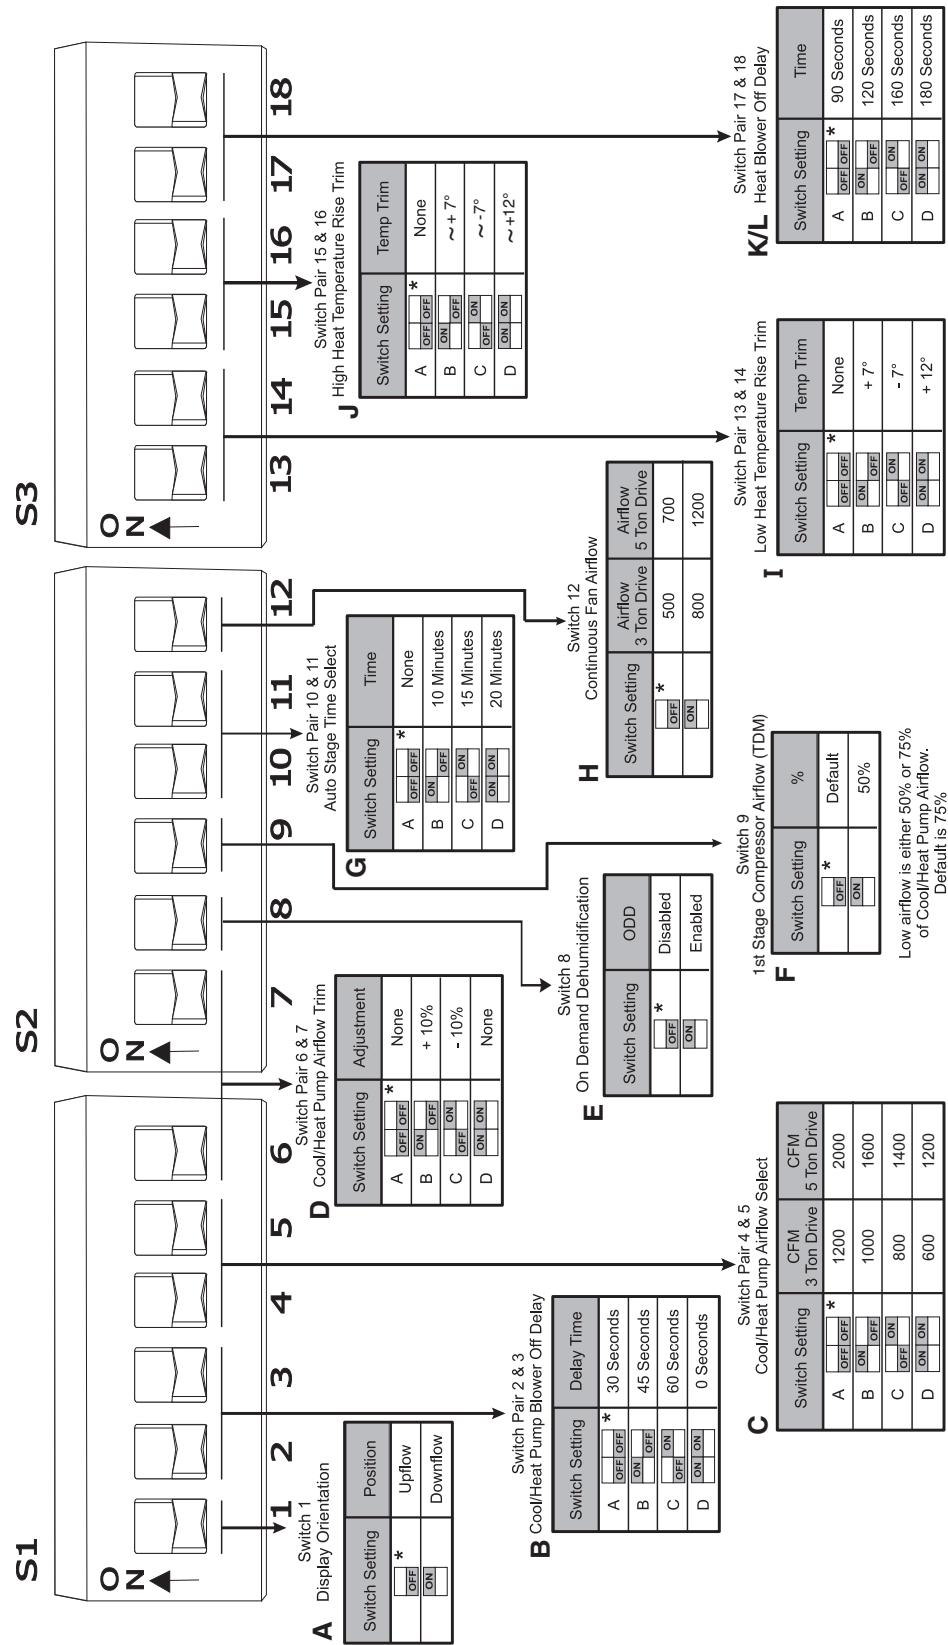 S1
ON
1
2
3
4
5
6
S2
ON
7
8
9
10
11
12
S3
ON
13
14
15
16
17
18
Switch 1
A Display Orientation
Switch Setting Position
OFF * Upflow
ON Downflow
Switch Pair 2 & 3
B Cool/Heat Pump Blower Off Delay
Switch Setting Delay Time
A OFF OFF * 30 Seconds
B ON OFF 45 Seconds
C OFF ON 60 Seconds
D ON ON 0 Seconds
Switch Pair 4 & 5
Cool/Heat Pump Airflow Select
C
Switch Setting CFM 3 Ton Drive CFM 5 Ton Drive
A OFF OFF * 1200 2000
B ON OFF 1000 1600
C OFF ON 800 1400
D ON ON 600 1200
Switch Pair 6 & 7
D Cool/Heat Pump Airflow Trim
Switch Setting Adjustment
A OFF OFF * None
B ON OFF + 10%
C OFF ON - 10%
D ON ON None
Switch 8
E On Demand Dehumidification
Switch Setting ODD
OFF * Disabled
ON Enabled
Switch 9
1st Stage Compressor Airflow (TDM)
F
Switch Setting %
OFF * Default
ON 50%
Low airflow is either 50% or 75%
of Cool/Heat Pump Airflow.
Default is 75%
Switch Pair 10 & 11
Auto Stage Time Select
G
Switch Setting Time
A OFF OFF * None
B ON OFF 10 Minutes
C OFF ON 15 Minutes
D ON ON 20 Minutes
Switch 12
Continuous Fan Airflow
H
Switch Setting Airflow 3 Ton Drive Airflow 5 Ton Drive
OFF * 500 700
ON 800 1200
Switch Pair 13 & 14
Low Heat Temperature Rise Trim
I
Switch Setting Temp Trim
A OFF OFF * None
B ON OFF + 7°
C OFF ON - 7°
D ON ON + 12°
Switch Pair 15 & 16
High Heat Temperature Rise Trim
J
Switch Setting Temp Trim
A OFF OFF * None
B ON OFF ~ + 7°
C OFF ON ~ -7°
D ON ON ~ +12°
Switch Pair 17 & 18
K/L Heat Blower Off Delay
Switch Setting Time
A OFF OFF * 90 Seconds
B ON OFF 120 Seconds
C OFF ON 160 Seconds
D ON ON 180 Seconds